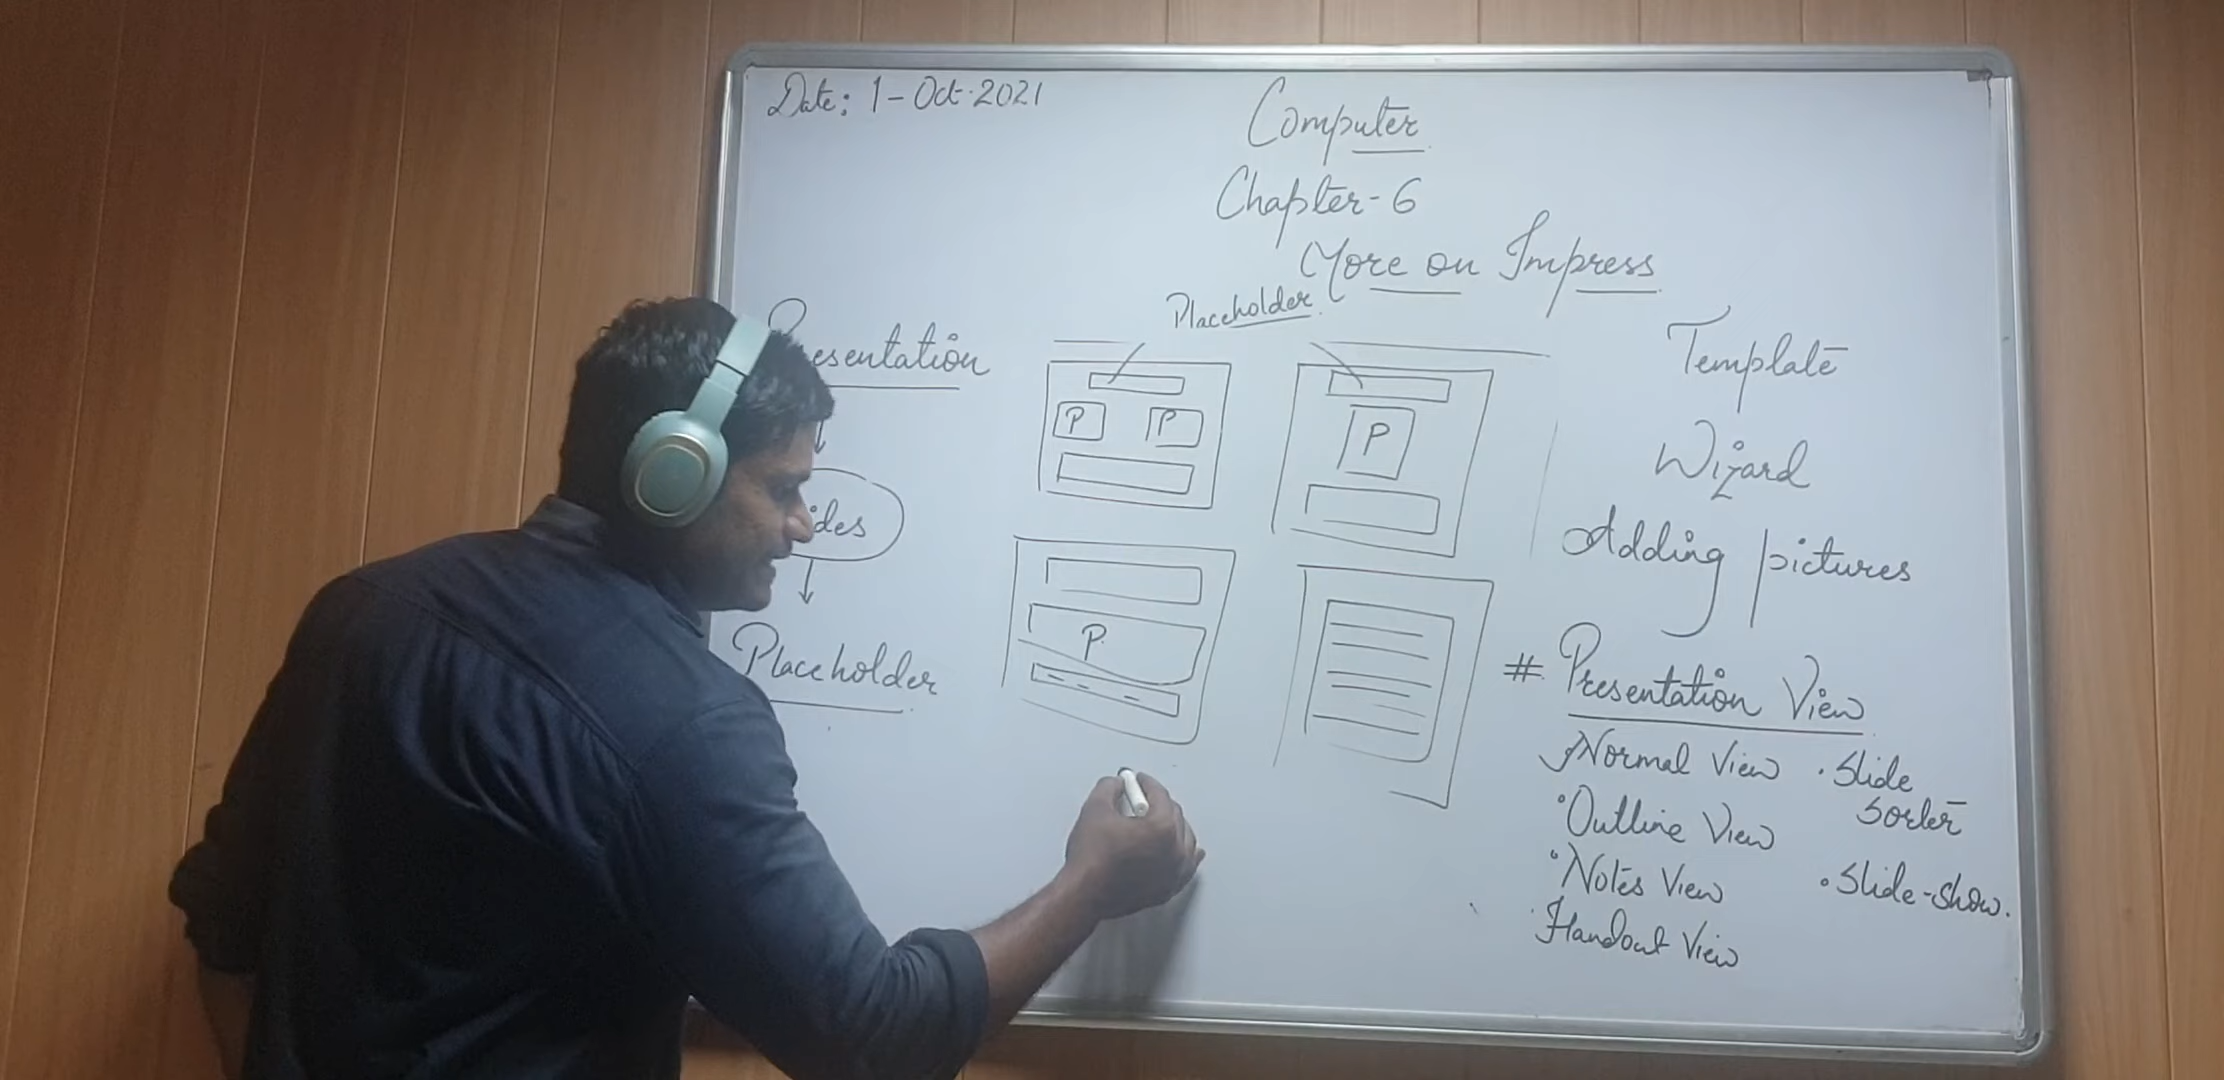 Date: 1-Oct-2021
Computer
Chapter-6
More on Impress
Placeholder
esentation
ides
Placeholder
P
P
P
P.
Template
Wizard
Adding pictures
# Presentation View
Normal View
• Outline View
• Notes View
Handout View
• Slide
Sorter
• Slide-show.